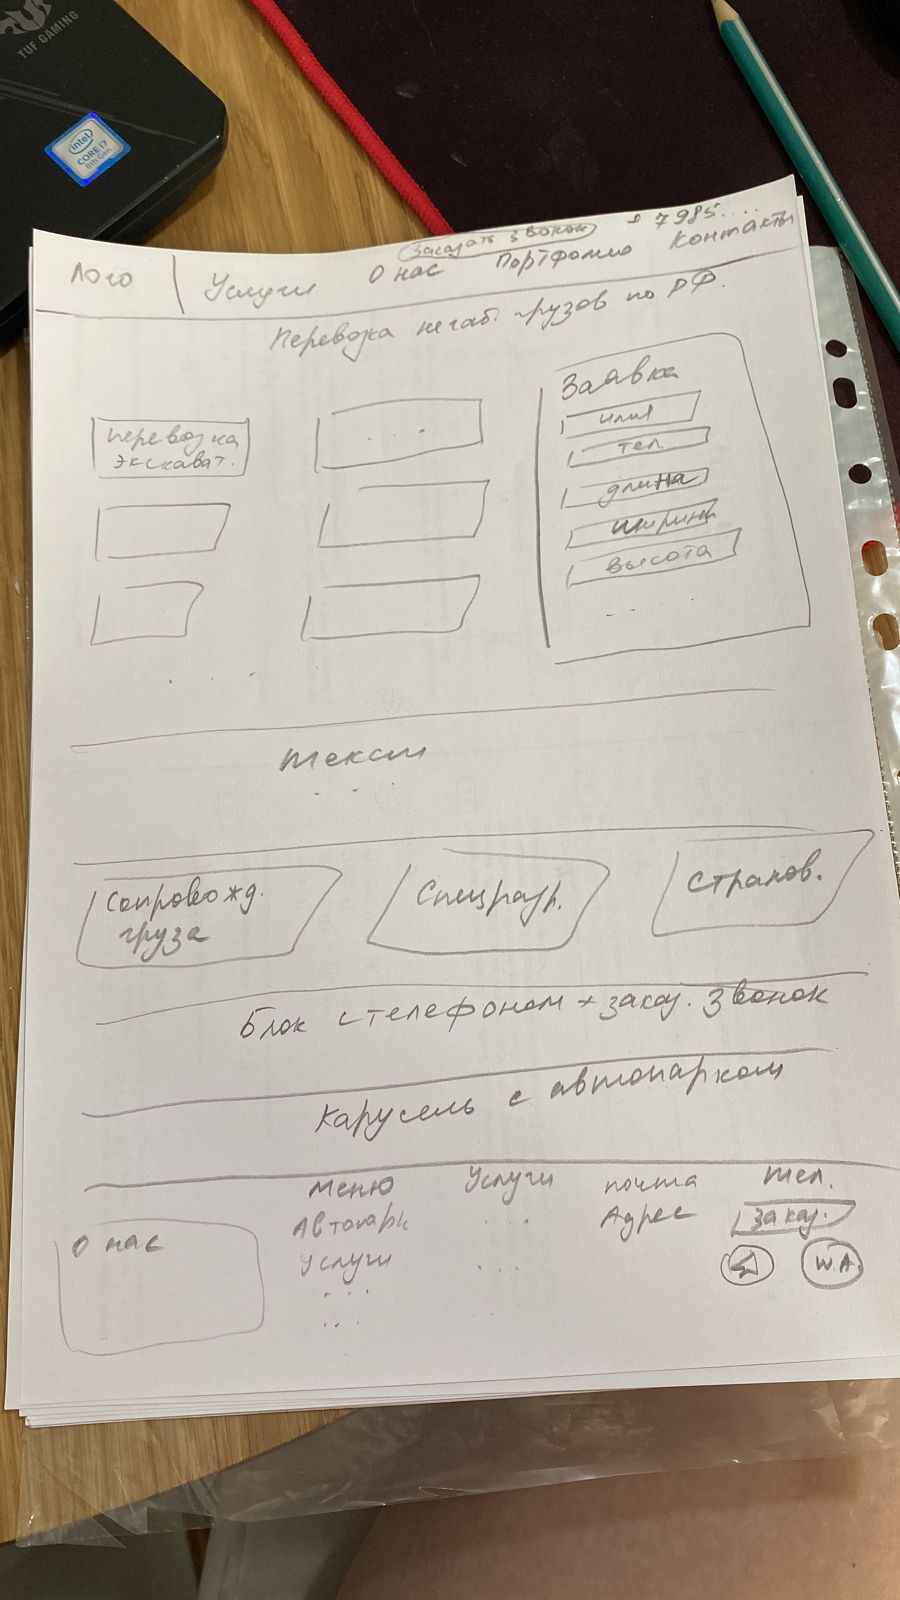 TUF GAMING
intel
CORE i7
8th Gen
Лого
Услуги
О нас
Заказать звонок
Портфолио
7985....
Контакты
Перевозка негаб. грузов по РФ.
перевозка
экскават.
. . .
Заявка
имя
тел
длина
ширина
высота
. . .
. . . .
текст
. . .
Сопровожд.
груза
Спецразр.
Страхов.
Блок с телефоном + заказ. звонок
Карусель с автопарком
О нас
Меню
Автопарк
Услуги
. . .
. . .
Услуги
. . .
. . .
почта
Адрес
тел.
Заказ.
W.A.